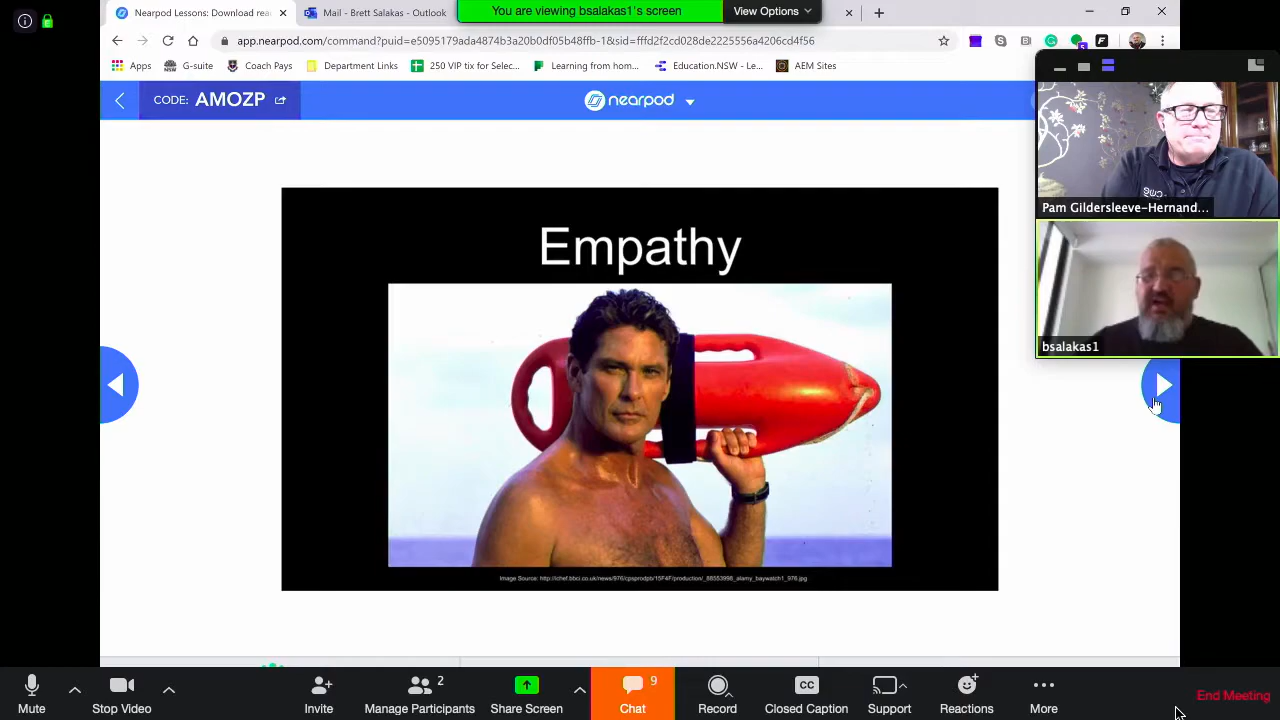 Nearpod Lessons: AMOZP rea
Mail - Brett Salakas - Outlook
You are viewing bsalakas1's screen
View Options
app.nearpod.com/command?fuid=e5095179ada4874b3a20b0df05b48ffb-1&sid=fffd2f2cd028de2225556a4206cd4f56
Apps
G-suite
Coach Pays
Department Links
250 VIP tix for Selec...
Learning from hom...
Education.NSW - Le...
AEM Sites
CODE: AMOZP
nearpod
Empathy
Pam Gildersleeve-Hernand...
bsalakas1
Mute
Stop Video
Invite
2
Manage Participants
Share Screen
9
Chat
Record
CC
Closed Caption
Support
Reactions
More
End Meeting